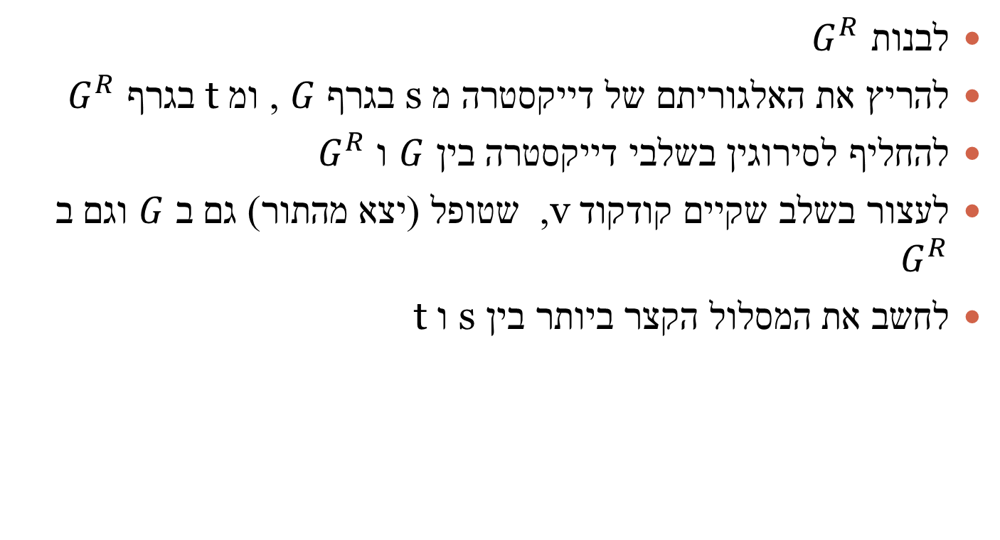 • לבנות G^R
• להריץ את האלגוריתם של דייקסטרה מ s בגרף G , ומ t בגרף G^R
• להחליף לסירוגין בשלבי דייקסטרה בין G ו G^R
• לעצור בשלב שקיים קודקוד v, שטופל (יצא מהתור) גם ב G וגם ב
G^R
• לחשב את המסלול הקצר ביותר בין s ו t